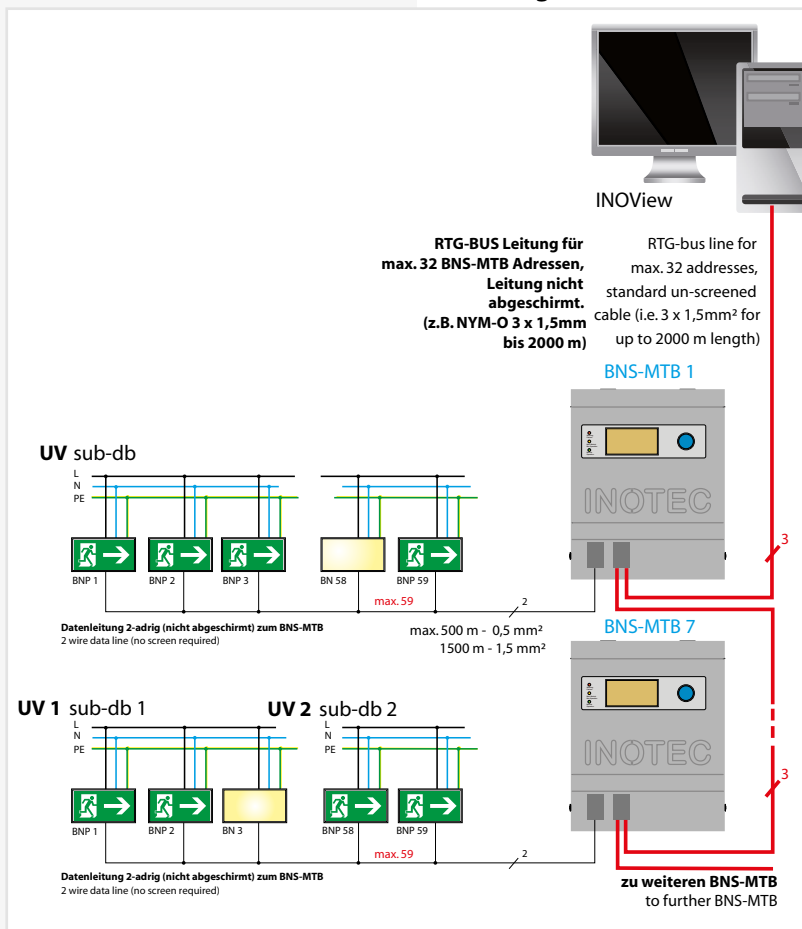 INOView
RTG-BUS Leitung für
max. 32 BNS-MTB Adressen,
Leitung nicht
abgeschirmt.
(z.B. NYM-O 3 x 1,5mm
bis 2000 m)
RTG-bus line for
max. 32 addresses,
standard un-screened
cable (i.e. 3 x 1,5mm² for
up to 2000 m length)
BNS-MTB 1
INOTEC
3
UV sub-db
L
N
PE
BNP 1
BNP 2
BNP 3
BN 58
BNP 59
max. 59
2
Datenleitung 2-adrig (nicht abgeschirmt) zum BNS-MTB
2 wire data line (no screen required)
max. 500 m - 0,5 mm²
1500 m - 1,5 mm²
BNS-MTB 7
INOTEC
3
UV 1 sub-db 1
L
N
PE
UV 2 sub-db 2
BNP 1
BNP 2
BN 3
BNP 58
BNP 59
max. 59
2
Datenleitung 2-adrig (nicht abgeschirmt) zum BNS-MTB
2 wire data line (no screen required)
zu weiteren BNS-MTB
to further BNS-MTB